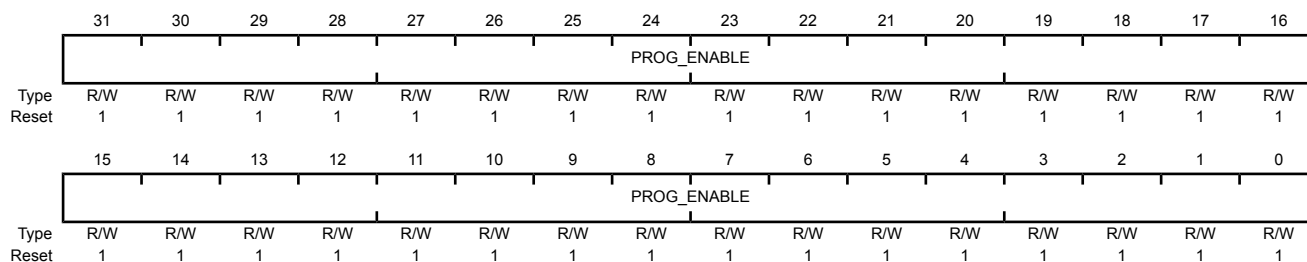 31 30 29 28 27 26 25 24 23 22 21 20 19 18 17 16
PROG_ENABLE
Type R/W R/W R/W R/W R/W R/W R/W R/W R/W R/W R/W R/W R/W R/W R/W R/W
Reset 1 1 1 1 1 1 1 1 1 1 1 1 1 1 1 1
15 14 13 12 11 10 9 8 7 6 5 4 3 2 1 0
PROG_ENABLE
Type R/W R/W R/W R/W R/W R/W R/W R/W R/W R/W R/W R/W R/W R/W R/W R/W
Reset 1 1 1 1 1 1 1 1 1 1 1 1 1 1 1 1